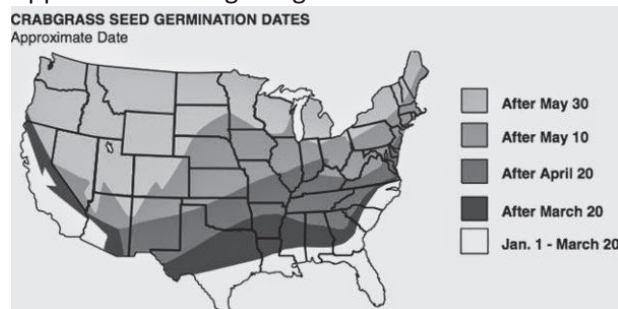 CRABGRASS SEED GERMINATION DATES
Approximate Date
After May 30
After May 10
After April 20
After March 20
Jan. 1 - March 20